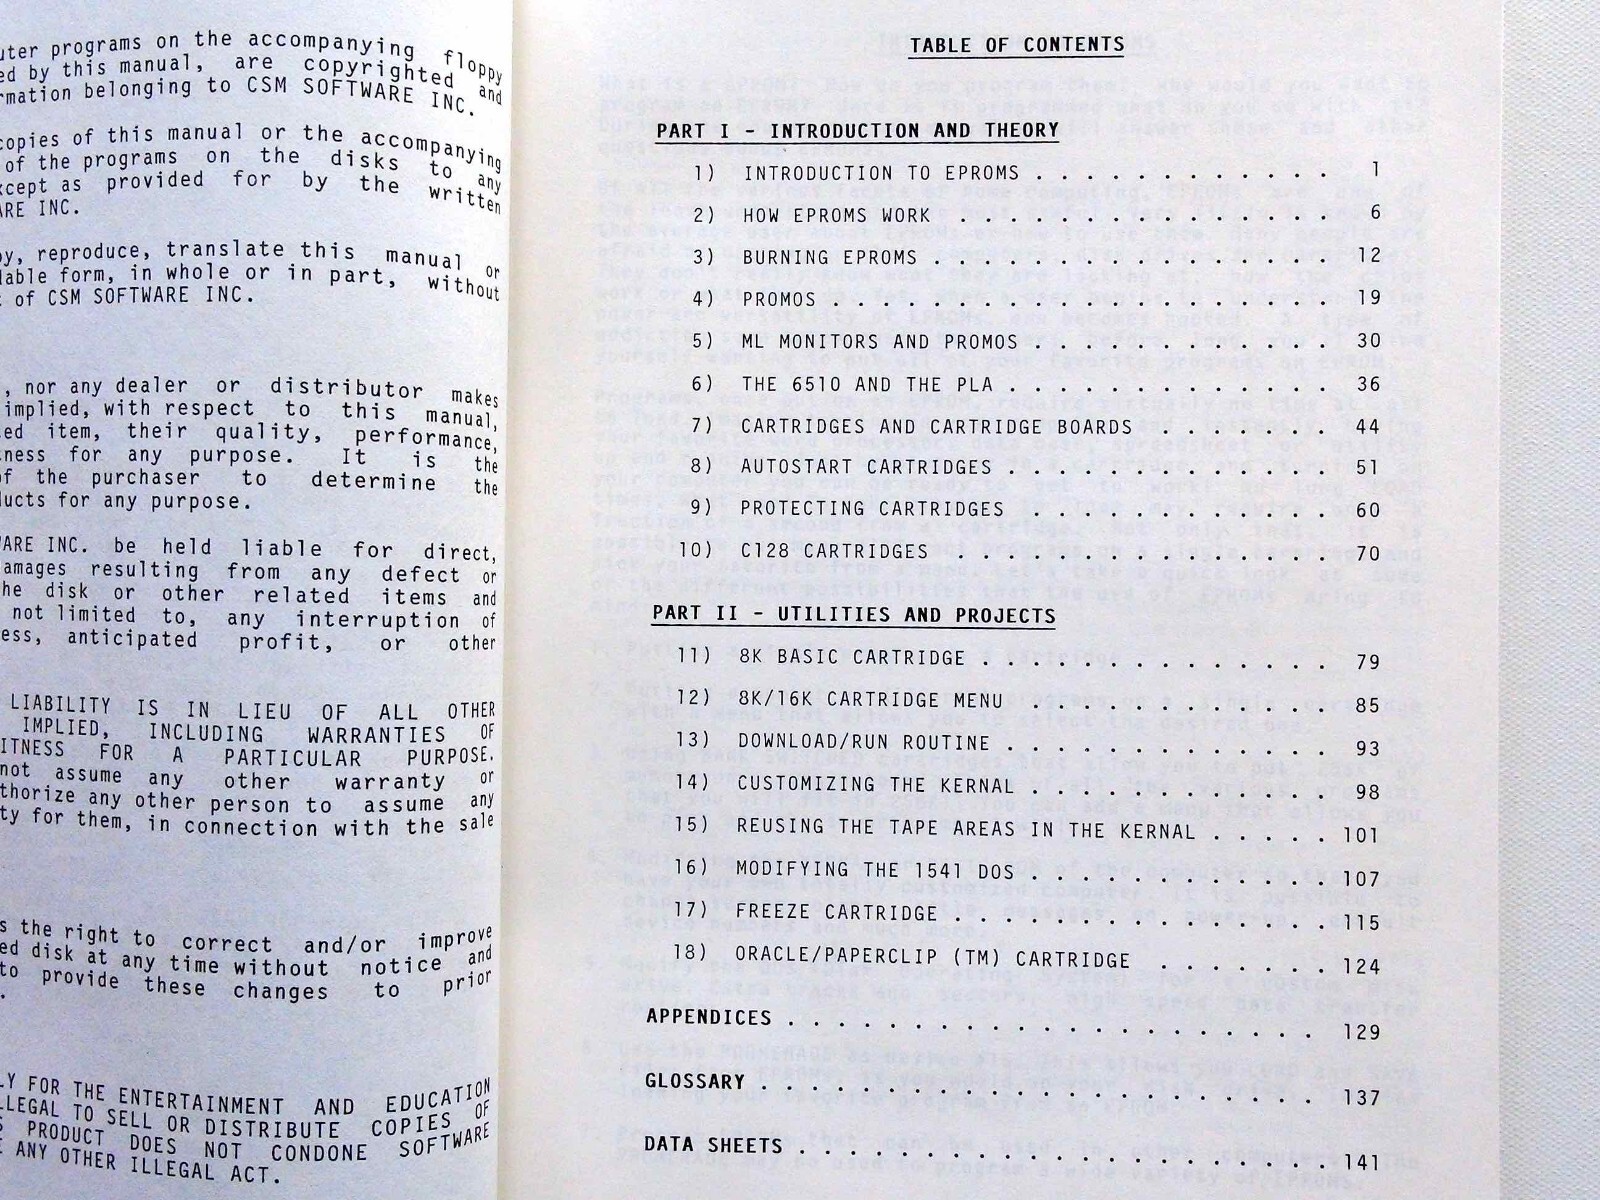 uter programs on the accompanying floppy
ed by this manual, are copyrighted and
rmation belonging to CSM SOFTWARE INC.
copies of this manual or the accompanying
of the programs on the disks to any
xcept as provided for by the written
ARE INC.
py, reproduce, translate this manual or
dable form, in whole or in part, without
t of CSM SOFTWARE INC.
, nor any dealer or distributor makes
implied, with respect to this manual,
ed item, their quality, performance,
ness for any purpose. It is the
of the purchaser to determine the
ducts for any purpose.
ARE INC. be held liable for direct,
amages resulting from any defect or
he disk or other related items and
not limited to, any interruption of
ess, anticipated profit, or other
LIABILITY IS IN LIEU OF ALL OTHER
IMPLIED, INCLUDING WARRANTIES OF
ITNESS FOR A PARTICULAR PURPOSE.
not assume any other warranty or
thorize any other person to assume any
ty for them, in connection with the sale
s the right to correct and/or improve
ed disk at any time without notice and
to provide these changes to prior
.
LY FOR THE ENTERTAINMENT AND EDUCATION
LLEGAL TO SELL OR DISTRIBUTE COPIES OF
S PRODUCT DOES NOT CONDONE SOFTWARE
E ANY OTHER ILLEGAL ACT.
TABLE OF CONTENTS
PART I - INTRODUCTION AND THEORY
1) INTRODUCTION TO EPROMS . . . . . . . . . . . . 1
2) HOW EPROMS WORK . . . . . . . . . . . . . . . . 6
3) BURNING EPROMS . . . . . . . . . . . . . . . . 12
4) PROMOS . . . . . . . . . . . . . . . . . . . . 19
5) ML MONITORS AND PROMOS . . . . . . . . . . . . 30
6) THE 6510 AND THE PLA . . . . . . . . . . . . . 36
7) CARTRIDGES AND CARTRIDGE BOARDS . . . . . . . 44
8) AUTOSTART CARTRIDGES . . . . . . . . . . . . . 51
9) PROTECTING CARTRIDGES . . . . . . . . . . . . 60
10) C128 CARTRIDGES . . . . . . . . . . . . . . . 70
PART II - UTILITIES AND PROJECTS
11) 8K BASIC CARTRIDGE . . . . . . . . . . . . . . 79
12) 8K/16K CARTRIDGE MENU . . . . . . . . . . . . 85
13) DOWNLOAD/RUN ROUTINE . . . . . . . . . . . . . 93
14) CUSTOMIZING THE KERNAL . . . . . . . . . . . . 98
15) REUSING THE TAPE AREAS IN THE KERNAL . . . . . 101
16) MODIFYING THE 1541 DOS . . . . . . . . . . . . 107
17) FREEZE CARTRIDGE . . . . . . . . . . . . . . . 115
18) ORACLE/PAPERCLIP (TM) CARTRIDGE . . . . . . . 124
APPENDICES . . . . . . . . . . . . . . . . . . . . 129
GLOSSARY . . . . . . . . . . . . . . . . . . . . . 137
DATA SHEETS . . . . . . . . . . . . . . . . . . . 141